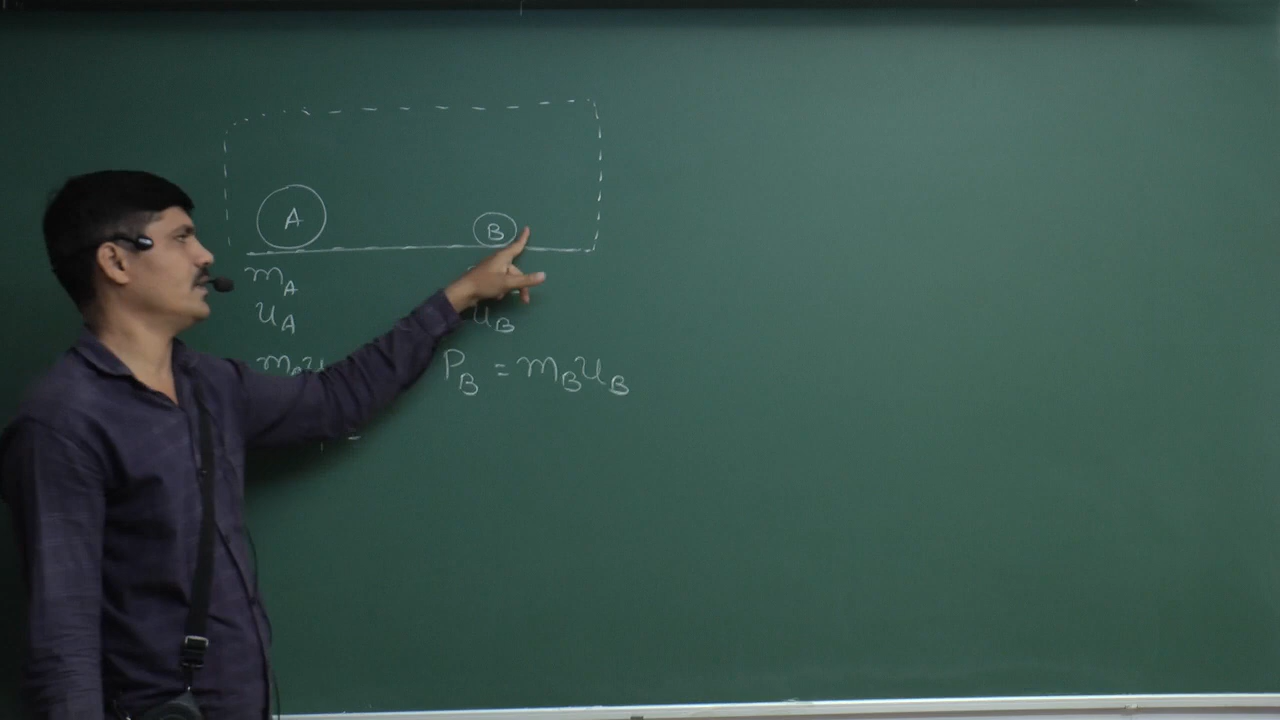 A
B
m_A
u_A
u_B
P_B = m_B u_B